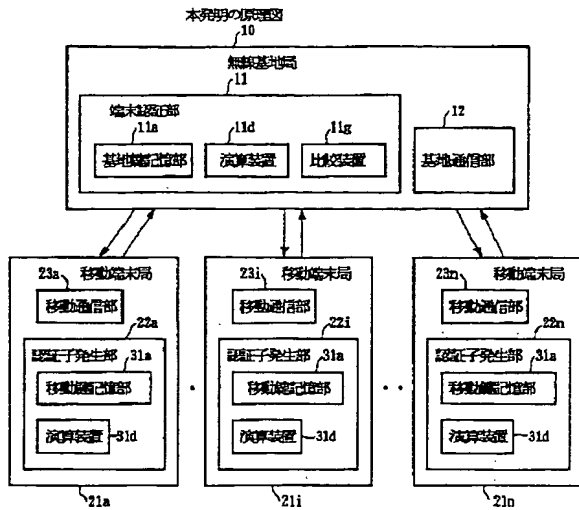 本発明の原理図
10
無線基地局
11
端末認証部
11a
11d
11g
12
基地鍵記憶部
演算装置
比較装置
基地通信部
23a
移動端末局
移動通信部
22a
認証子発生部
31a
移動鍵記憶部
演算装置
31d
21a
23i
移動端末局
移動通信部
22i
認証子発生部
31a
移動鍵記憶部
演算装置
31d
21i
23n
移動端末局
移動通信部
22n
認証子発生部
31a
移動鍵記憶部
演算装置
31d
21n